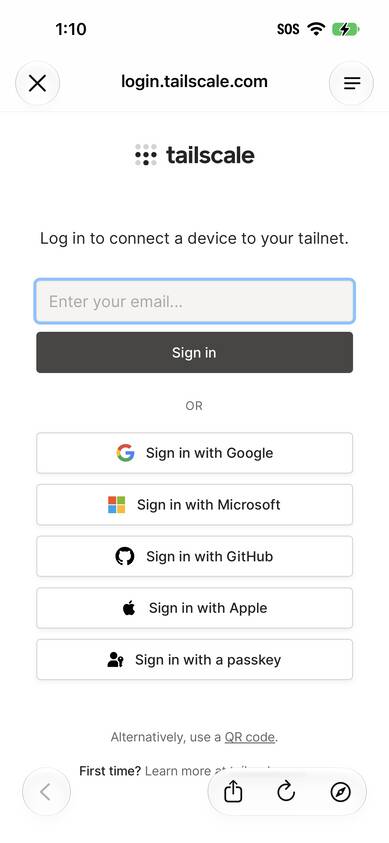 1:10
SOS
login.tailscale.com
tailscale
Log in to connect a device to your tailnet.
Enter your email...
Sign in
OR
Sign in with Google
Sign in with Microsoft
Sign in with GitHub
Sign in with Apple
Sign in with a passkey
Alternatively, use a QR code.
First time? Learn more at